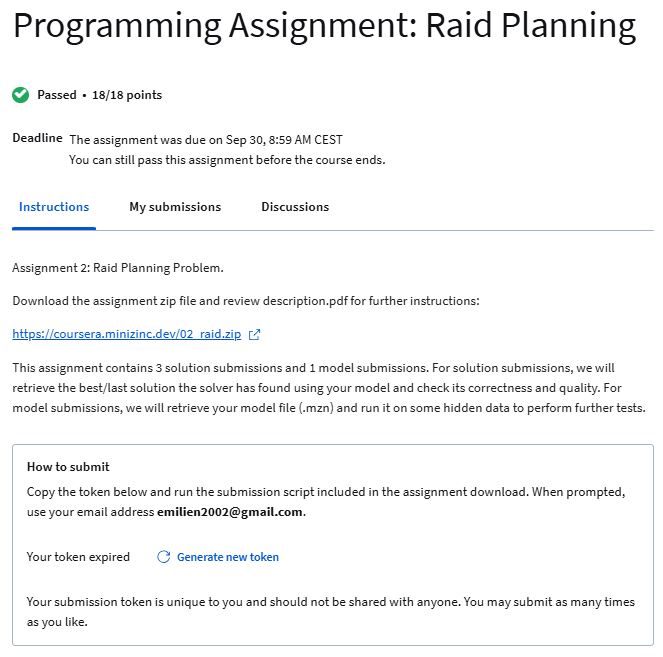 Programming Assignment: Raid Planning
Passed • 18/18 points
Deadline The assignment was due on Sep 30, 8:59 AM CEST
You can still pass this assignment before the course ends.
Instructions My submissions Discussions
Assignment 2: Raid Planning Problem.
Download the assignment zip file and review description.pdf for further instructions:
https://coursera.minizinc.dev/02_raid.zip
This assignment contains 3 solution submissions and 1 model submissions. For solution submissions, we will
retrieve the best/last solution the solver has found using your model and check its correctness and quality. For
model submissions, we will retrieve your model file (.mzn) and run it on some hidden data to perform further tests.
How to submit
Copy the token below and run the submission script included in the assignment download. When prompted,
use your email address emilien2002@gmail.com.
Your token expired Generate new token
Your submission token is unique to you and should not be shared with anyone. You may submit as many times
as you like.